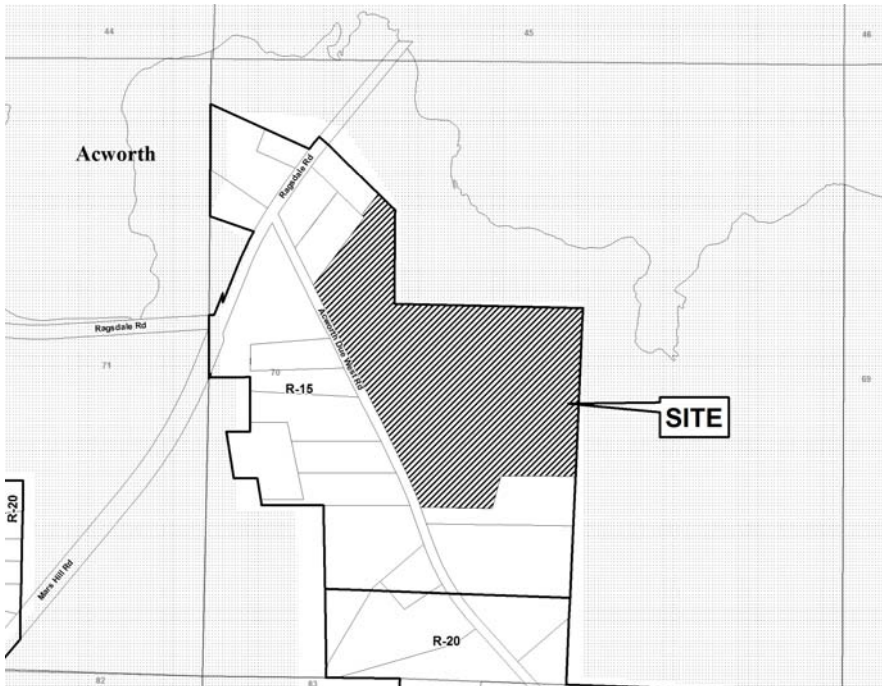 44
45
46
Acworth
Ragsdale Rd
Ragsdale Rd
71
70
R-15
Acworth Due West Rd
69
SITE
R-20
Mars Hill Rd
R-20
82
83